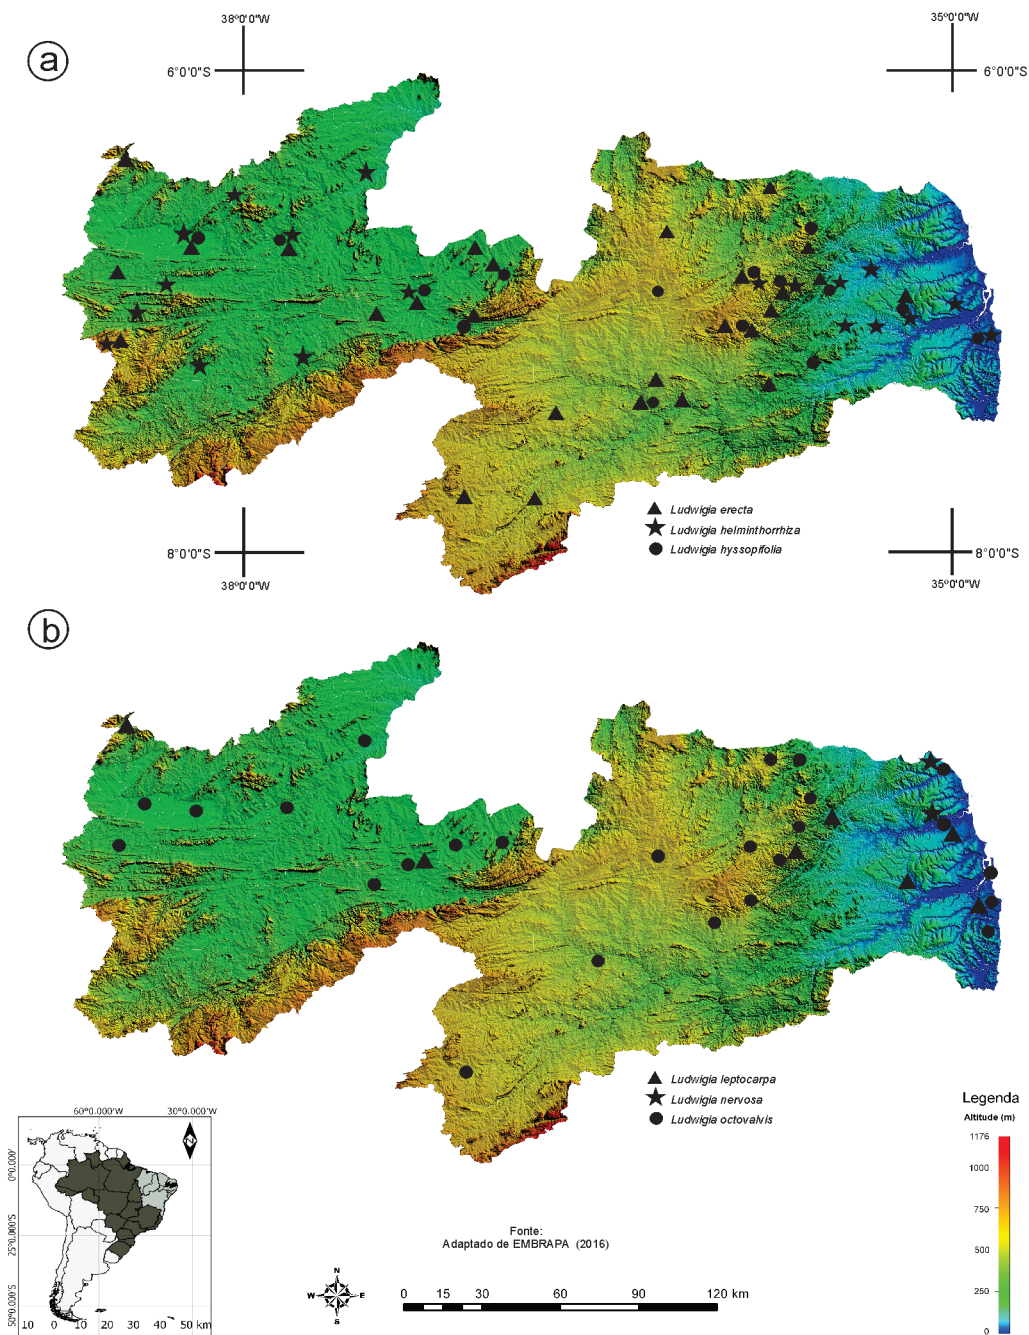 a
38°0'0"W
35°0'0"W
6°0'0"S
6°0'0"S
Ludwigia erecta
Ludwigia helminthorrhiza
Ludwigia hyssopifolia
8°0'0"S
8°0'0"S
38°0'0"W
35°0'0"W
b
Ludwigia leptocarpa
Ludwigia nervosa
Ludwigia octovalvis
Legenda
Altitude (m)
1176
1000
750
500
250
0
60°0.000'W
30°0.000'W
N
0°0.000'
25°0.000'S
50°0.000'S
10 0 10 20 30 40 50 km
Fonte:
Adaptado de EMBRAPA (2016)
N
W
E
S
0 15 30 60 90 120 km